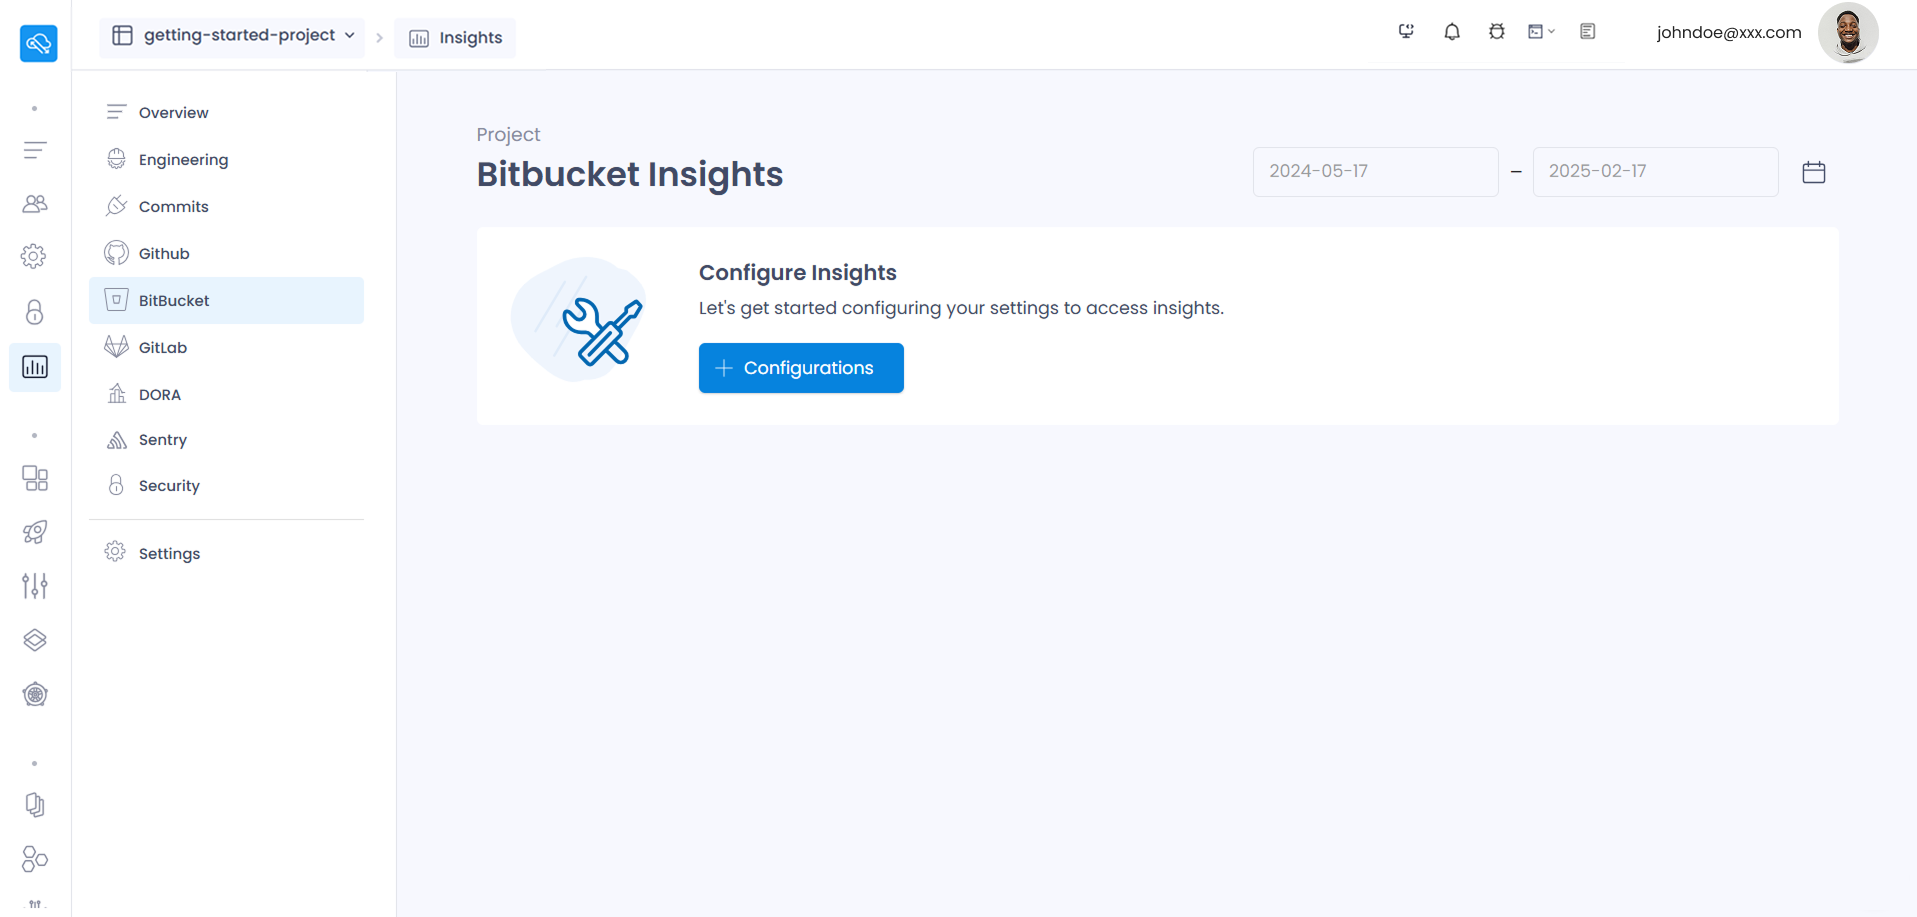 getting-started-project
Insights
johndoe@xxx.com
Overview
Engineering
Commits
Github
BitBucket
GitLab
DORA
Sentry
Security
Settings
Project
Bitbucket Insights
2024-05-17 – 2025-02-17
Configure Insights
Let's get started configuring your settings to access insights.
Configurations